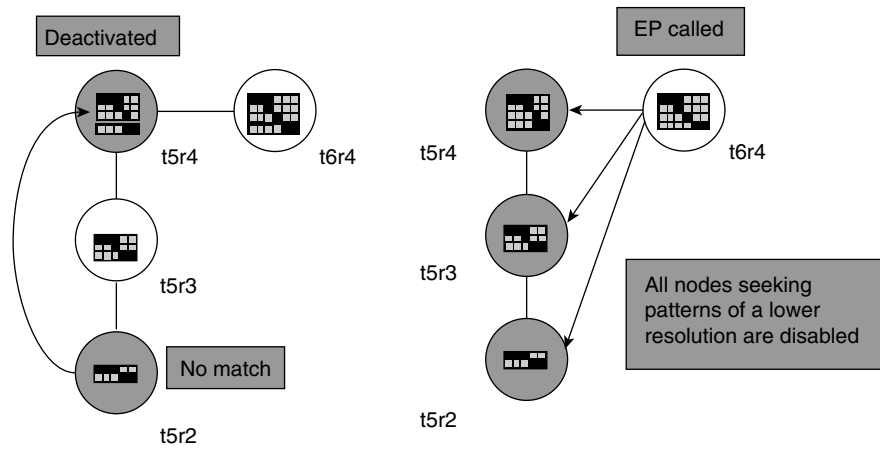 Deactivated
t5r4
t6r4
t5r3
No match
t5r2
EP called
t5r4
t6r4
t5r3
All nodes seeking
patterns of a lower
resolution are disabled
t5r2